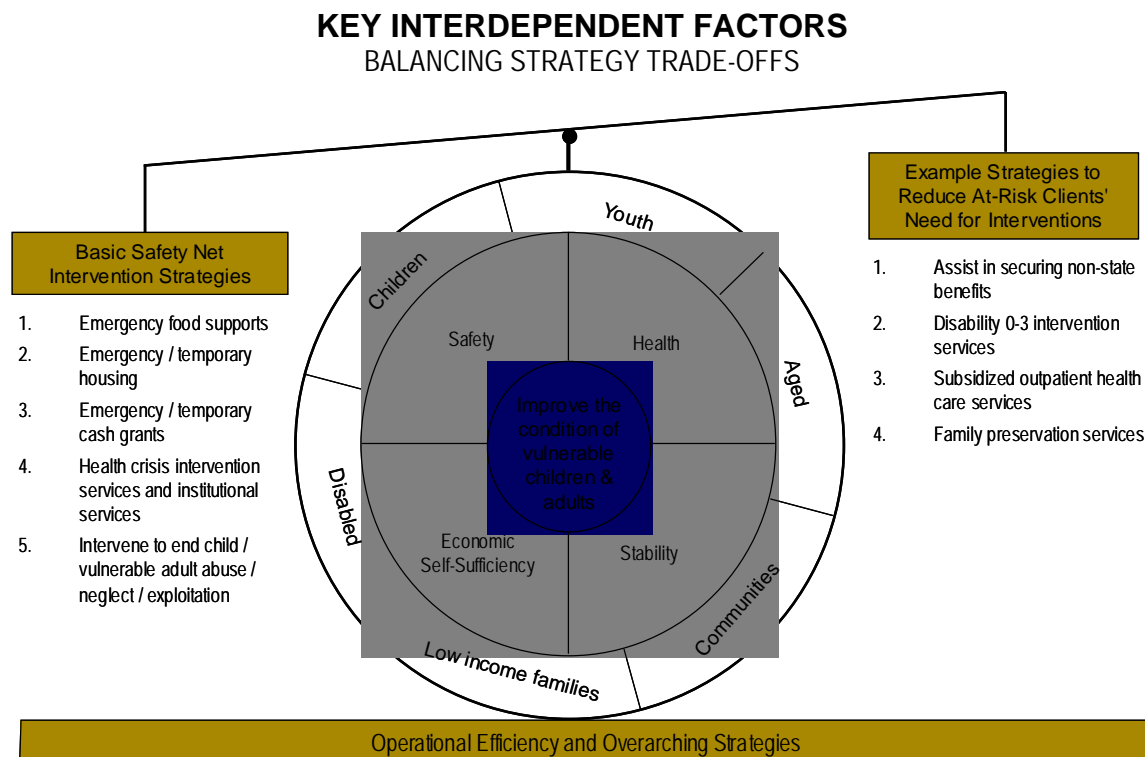 KEY INTERDEPENDENT FACTORS
BALANCING STRATEGY TRADE-OFFS
Basic Safety Net
Intervention Strategies
1. Emergency food supports
2. Emergency / temporary
housing
3. Emergency / temporary
cash grants
4. Health crisis intervention
services and institutional
services
5. Intervene to end child /
vulnerable adult abuse /
neglect / exploitation
Youth
Children
Aged
Disabled
Communities
Low income families
Safety
Health
Economic
Self-Sufficiency
Stability
Improve the
condition of
vulnerable
children &
adults
Example Strategies to
Reduce At-Risk Clients'
Need for Interventions
1. Assist in securing non-state
benefits
2. Disability 0-3 intervention
services
3. Subsidized outpatient health
care services
4. Family preservation services
Operational Efficiency and Overarching Strategies